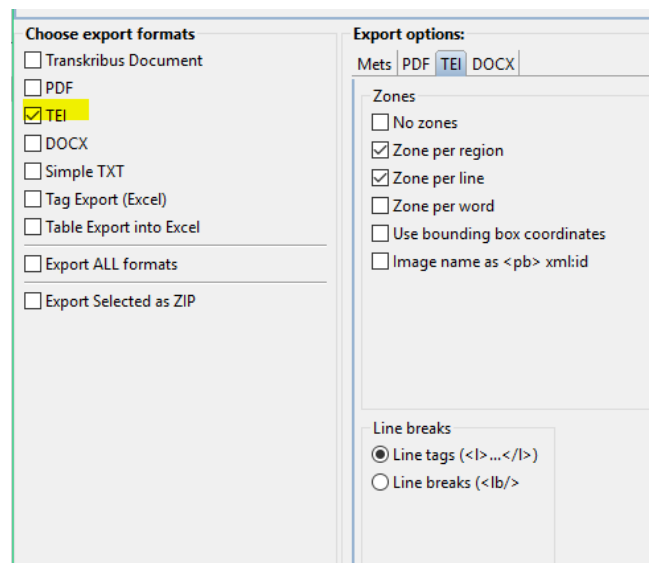 Choose export formats
Transkribus Document
PDF
TEI
DOCX
Simple TXT
Tag Export (Excel)
Table Export into Excel
Export ALL formats
Export Selected as ZIP
Export options:
Mets PDF TEI DOCX
Zones
No zones
Zone per region
Zone per line
Zone per word
Use bounding box coordinates
Image name as <pb> xml:id
Line breaks
Line tags (<l>...</l>)
Line breaks (<lb/>